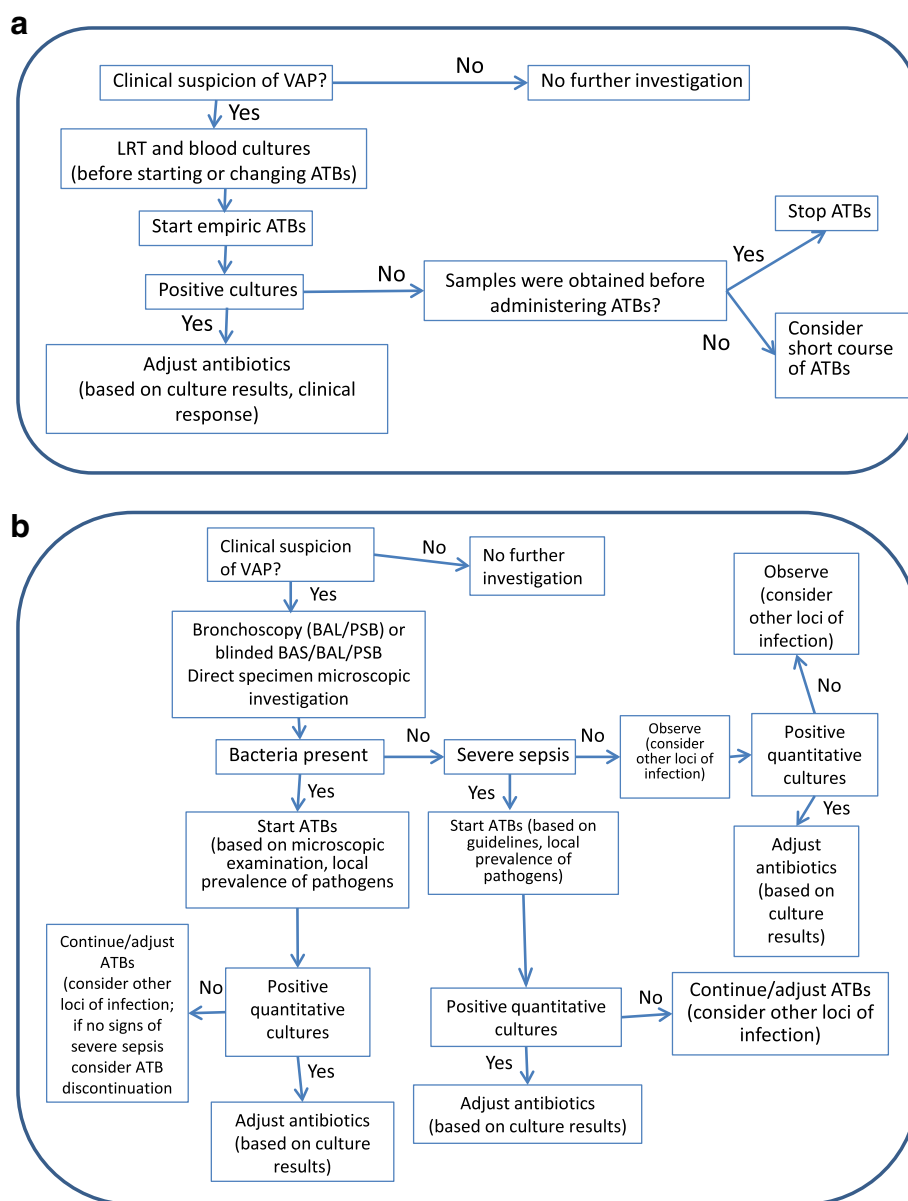 a
Clinical suspicion of VAP?
No
No further investigation
Yes
LRT and blood cultures
(before starting or changing ATBs)
Start empiric ATBs
Positive cultures
No
Samples were obtained before
administering ATBs?
Yes
Stop ATBs
No
Consider
short course
of ATBs
Yes
Adjust antibiotics
(based on culture results, clinical
response)
b
Clinical suspicion
of VAP?
No
No further
investigation
Yes
Bronchoscopy (BAL/PSB) or
blinded BAS/BAL/PSB
Direct specimen microscopic
investigation
Bacteria present
No
Severe sepsis
No
Observe
(consider
other loci of
infection)
Positive
quantitative
cultures
No
Observe
(consider
other loci of
infection)
Yes
Adjust
antibiotics
(based on
culture
results)
Yes
Start ATBs
(based on microscopic
examination, local
prevalence of pathogens
Yes
Start ATBs (based on
guidelines, local
prevalence of
pathogens)
Positive
quantitative
cultures
No
Continue/adjust
ATBs
(consider other
loci of infection;
if no signs of
severe sepsis
consider ATB
discontinuation
Yes
Adjust antibiotics
(based on culture
results)
Positive quantitative
cultures
No
Continue/adjust ATBs
(consider other loci of
infection)
Yes
Adjust antibiotics
(based on culture results)